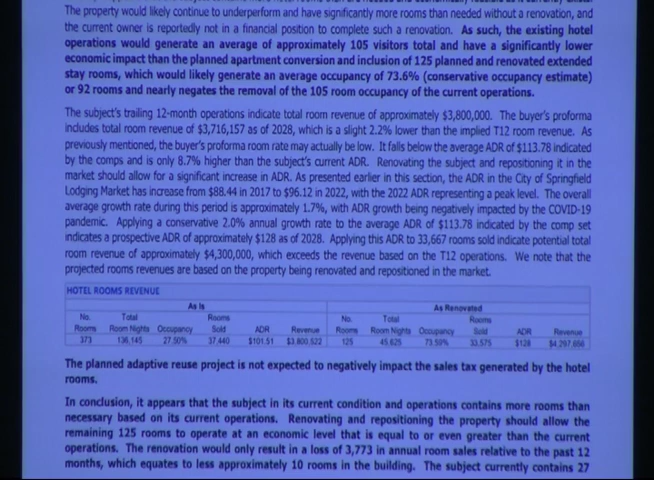 The property would likely continue to underperform and have significantly more rooms than needed without a renovation, and
the current owner is reportedly not in a financial position to complete such a renovation. As such, the existing hotel
operations would generate an average of approximately 105 visitors total and have a significantly lower
economic impact than the planned apartment conversion and inclusion of 125 planned and renovated extended
stay rooms, which would likely generate an average occupancy of 73.6% (conservative occupancy estimate)
or 92 rooms and nearly negates the removal of the 105 room occupancy of the current operations.
The subject's trailing 12-month operations indicate total room revenue of approximately $3,800,000. The buyer's proforma
includes total room revenue of $3,716,157 as of 2028, which is a slight 2.2% lower than the implied T12 room revenue. As
previously mentioned, the buyer's proforma room rate may actually be low. It falls below the average ADR of $113.78 indicated
by the comps and is only 8.7% higher than the subject's current ADR. Renovating the subject and repositioning it in the
market should allow for a significant increase in ADR. As presented earlier in this section, the ADR in the City of Springfield
Lodging Market has increase from $88.44 in 2017 to $96.12 in 2022, with the 2022 ADR representing a peak level. The overall
average growth rate during this period is approximately 1.7%, with ADR growth being negatively impacted by the COVID-19
pandemic. Applying a conservative 2.0% annual growth rate to the average ADR of $113.78 indicated by the comp set
indicates a prospective ADR of approximately $128 as of 2028. Applying this ADR to 33,667 rooms sold indicate potential total
room revenue of approximately $4,300,000, which exceeds the revenue based on the T12 operations. We note that the
projected rooms revenues are based on the property being renovated and repositioned in the market.
HOTEL ROOMS REVENUE
As Is As Renovated
No. Total Rooms No. Total Rooms
Rooms Room Nights Occupancy Sold ADR Revenue Rooms Room Nights Occupancy Sold ADR Revenue
373 136,145 27.50% 37,440 $101.51 $3,800,522 125 45,625 73.59% 33,575 $128 $4,297,656
The planned adaptive reuse project is not expected to negatively impact the sales tax generated by the hotel
rooms.
In conclusion, it appears that the subject in its current condition and operations contains more rooms than
necessary based on its current operations. Renovating and repositioning the property should allow the
remaining 125 rooms to operate at an economic level that is equal to or even greater than the current
operations. The renovation would only result in a loss of 3,773 in annual room sales relative to the past 12
months, which equates to less approximately 10 rooms in the building. The subject currently contains 27